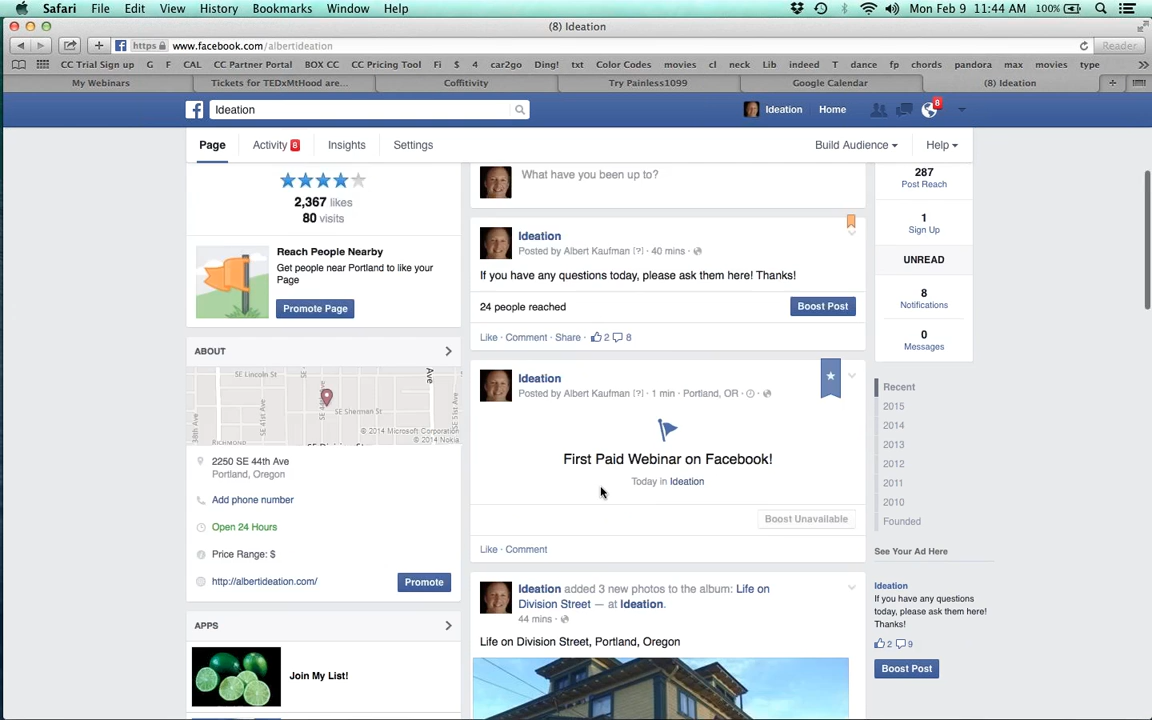 Safari File Edit View History Bookmarks Window Help Mon Feb 9 11:44 AM 100%
(8) Ideation
https www.facebook.com/albertideation Reader
CC Trial Sign up G F CAL CC Partner Portal BOX CC CC Pricing Tool Fi $ 4 car2go Ding! txt Color Codes movies cl neck Lib indeed T dance fp chords pandora max movies type
My Webinars Tickets for TEDxMtHood are... Coffitivity Try Painless1099 Google Calendar (8) Ideation
Ideation Ideation Home 6
Page Activity 8 Insights Settings Build Audience Help
2,367 likes
80 visits
Reach People Nearby
Get people near Portland to like your
Page
Promote Page
ABOUT
SE Lincoln St
SE Sherman St
SE 41st Ave
RICHMOND
Ave
© 2014 Microsoft Corporation
© 2014 Nokia
2250 SE 44th Ave
Portland, Oregon
Add phone number
Open 24 Hours
Price Range: $
http://albertideation.com/ Promote
APPS
Join My List!
What have you been up to?
Ideation
Posted by Albert Kaufman [?] · 40 mins ·
If you have any questions today, please ask them here! Thanks!
24 people reached Boost Post
Like · Comment · Share · 2 8
Ideation
Posted by Albert Kaufman [?] · 1 min · Portland, OR ·
First Paid Webinar on Facebook!
Today in Ideation
Boost Unavailable
Like · Comment
Ideation added 3 new photos to the album: Life on
Division Street — at Ideation.
44 mins ·
Life on Division Street, Portland, Oregon
287
Post Reach
1
Sign Up
UNREAD
8
Notifications
0
Messages
Recent
2015
2014
2013
2012
2011
2010
Founded
See Your Ad Here
Ideation
If you have any questions
today, please ask them here!
Thanks!
2 9
Boost Post